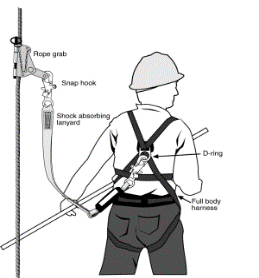 Rope grab
Snap hook
Shock absorbing
lanyard
D-ring
Full body
harness